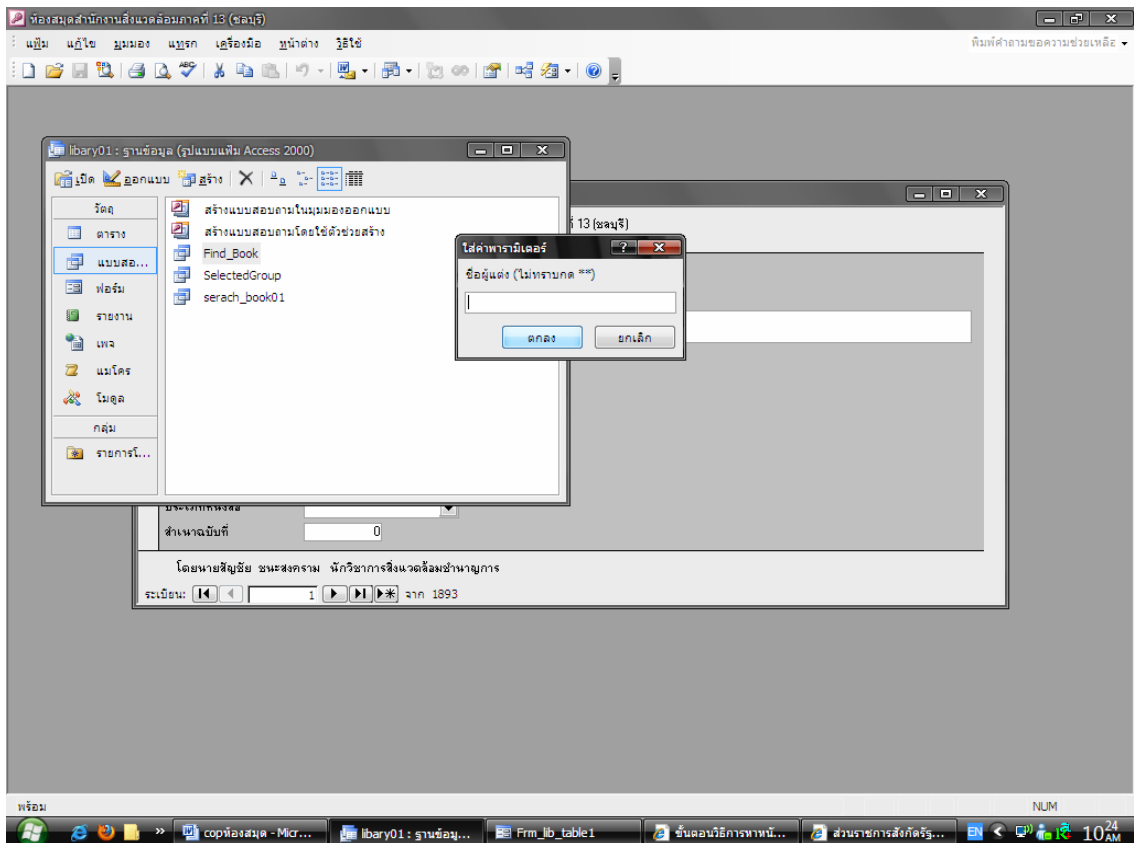 ห้องสมุดสำนักงานสิ่งแวดล้อมภาคที่ 13 (ชลบุรี)
แฟ้ม แก้ไข มุมมอง แทรก เครื่องมือ หน้าต่าง วิธีใช้ พิมพ์คำถามขอความช่วยเหลือ
libary01 : ฐานข้อมูล (รูปแบบแฟ้ม Access 2000)
เปิด ออกแบบ สร้าง
วัตถุ
ตาราง
แบบสอ...
ฟอร์ม
รายงาน
เพจ
แมโคร
โมดูล
กลุ่ม
รายการโ...
สร้างแบบสอบถามในมุมมองออกแบบ
สร้างแบบสอบถามโดยใช้ตัวช่วยสร้าง
Find_Book
SelectedGroup
serach_book01
ที่ 13 (ชลบุรี)
ใส่ค่าพารามิเตอร์
ชื่อผู้แต่ง (ไม่ทราบกด **)
ตกลง ยกเลิก
ประเภทหนังสือ
สำเนาฉบับที่ 0
โดยนายสัญชัย ชนะสงคราม นักวิชาการสิ่งแวดล้อมชำนาญการ
ระเบียน: 1 จาก 1893
พร้อม NUM
copห้องสมุด - Micr... libary01 : ฐานข้อมู... Frm_lib_table1 ขั้นตอนวิธีการหาหนั... ส่วนราชการสังกัดรัฐ... EN 10 24 AM